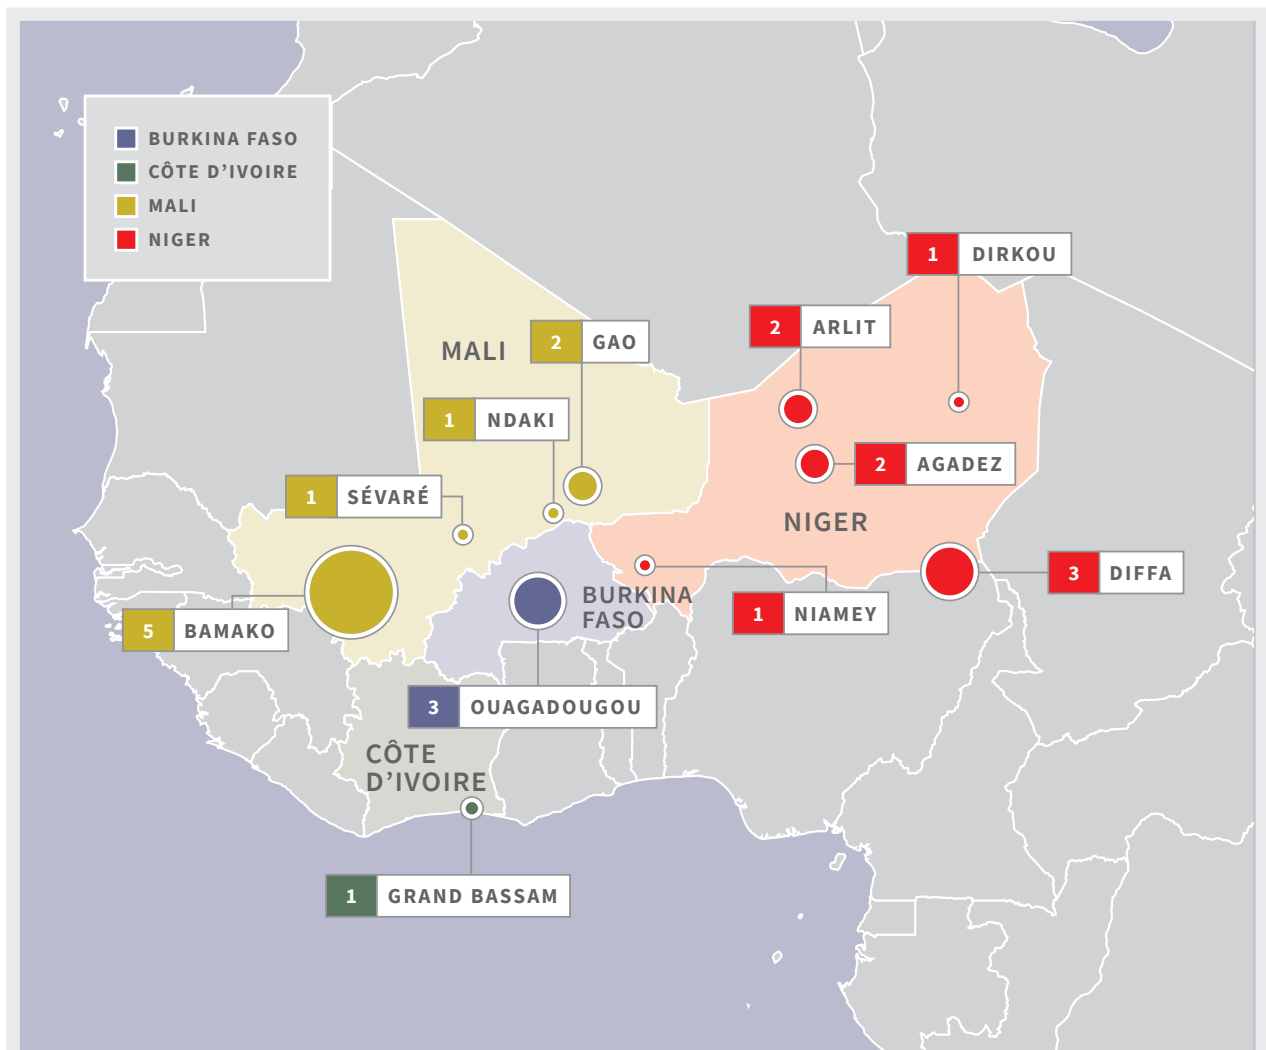 BURKINA FASO
CÔTE D’IVOIRE
MALI
NIGER
1 DIRKOU
2 ARLIT
MALI
2 GAO
1 NDAKI
2 AGADEZ
1 SÉVARÉ
NIGER
3 DIFFA
BURKINA
FASO
1 NIAMEY
5 BAMAKO
3 OUAGADOUGOU
CÔTE
D’IVOIRE
1 GRAND BASSAM